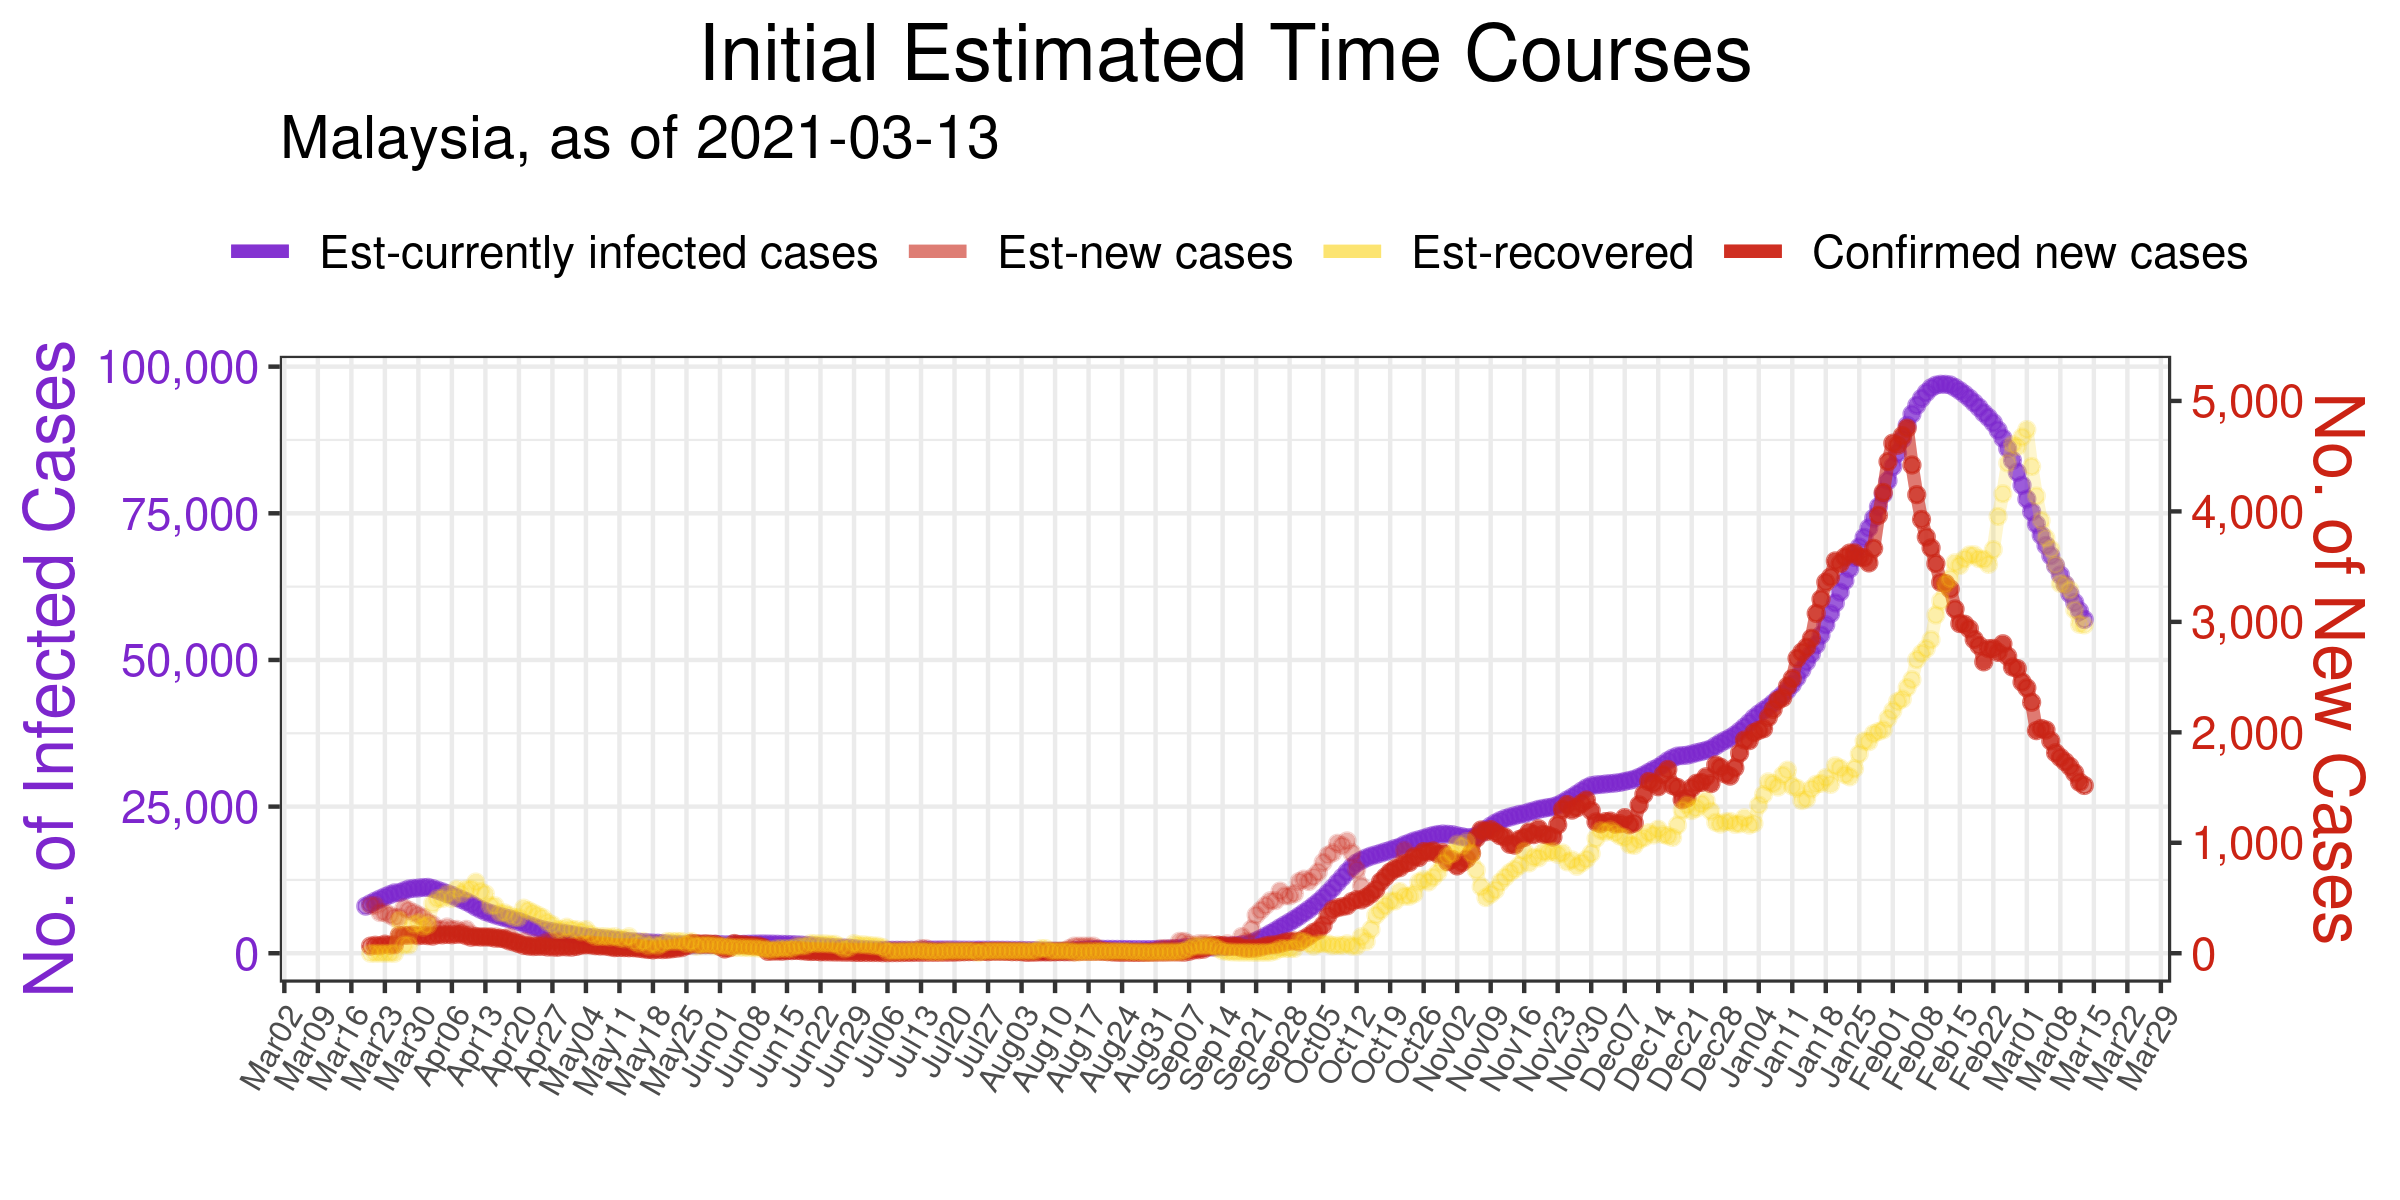 Initial Estimated Time Courses
Malaysia, as of 2021-03-13
Est-currently infected cases Est-new cases Est-recovered Confirmed new cases
No. of Infected Cases
100,000
75,000
50,000
25,000
0
5,000
4,000
3,000
2,000
1,000
0
No. of New Cases
Mar02 Mar09 Mar16 Mar23 Mar30 Apr06 Apr13 Apr20 Apr27 May04 May11 May18 May25 Jun01 Jun08 Jun15 Jun22 Jun29 Jul06 Jul13 Jul20 Jul27 Aug03 Aug10 Aug17 Aug24 Aug31 Sep07 Sep14 Sep21 Sep28 Oct05 Oct12 Oct19 Oct26 Nov02 Nov09 Nov16 Nov23 Nov30 Dec07 Dec14 Dec21 Dec28 Jan04 Jan11 Jan18 Jan25 Feb01 Feb08 Feb15 Feb22 Mar01 Mar08 Mar15 Mar22 Mar29